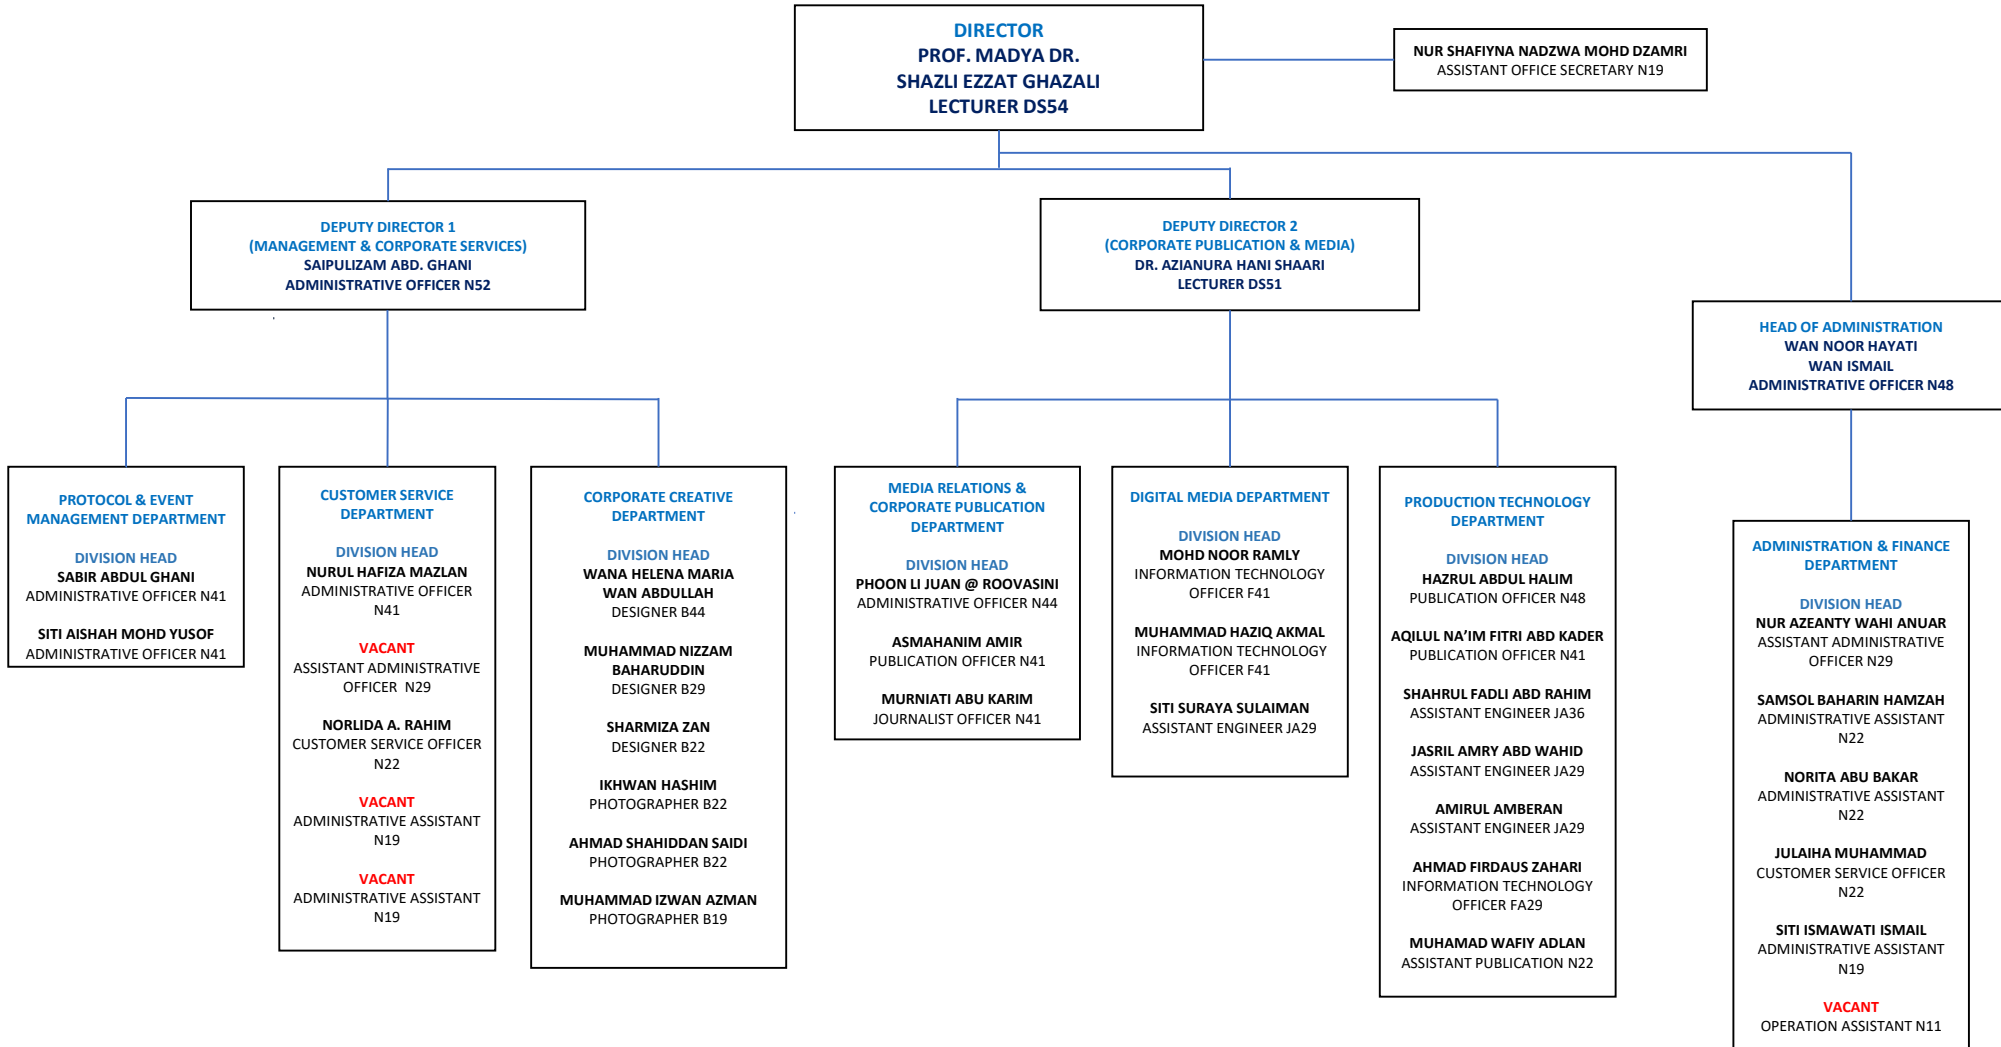 DIRECTOR
PROF. MADYA DR.
SHAZLI EZZAT GHAZALI
LECTURER DS54
NUR SHAFIYNA NADZWA MOHD DZAMRI
ASSISTANT OFFICE SECRETARY N19
DEPUTY DIRECTOR 1
(MANAGEMENT & CORPORATE SERVICES)
SAIPULIZAM ABD. GHANI
ADMINISTRATIVE OFFICER N52
DEPUTY DIRECTOR 2
(CORPORATE PUBLICATION & MEDIA)
DR. AZIANURA HANI SHAARI
LECTURER DS51
HEAD OF ADMINISTRATION
WAN NOOR HAYATI
WAN ISMAIL
ADMINISTRATIVE OFFICER N48
PROTOCOL & EVENT
MANAGEMENT DEPARTMENT
DIVISION HEAD
SABIR ABDUL GHANI
ADMINISTRATIVE OFFICER N41
SITI AISHAH MOHD YUSOF
ADMINISTRATIVE OFFICER N41
CUSTOMER SERVICE
DEPARTMENT
DIVISION HEAD
NURUL HAFIZA MAZLAN
ADMINISTRATIVE OFFICER
N41
VACANT
ASSISTANT ADMINISTRATIVE
OFFICER N29
NORLIDA A. RAHIM
CUSTOMER SERVICE OFFICER
N22
VACANT
ADMINISTRATIVE ASSISTANT
N19
VACANT
ADMINISTRATIVE ASSISTANT
N19
CORPORATE CREATIVE
DEPARTMENT
DIVISION HEAD
WANA HELENA MARIA
WAN ABDULLAH
DESIGNER B44
MUHAMMAD NIZZAM
BAHARUDDIN
DESIGNER B29
SHARMIZA ZAN
DESIGNER B22
IKHWAN HASHIM
PHOTOGRAPHER B22
AHMAD SHAHIDDAN SAIDI
PHOTOGRAPHER B22
MUHAMMAD IZWAN AZMAN
PHOTOGRAPHER B19
MEDIA RELATIONS &
CORPORATE PUBLICATION
DEPARTMENT
DIVISION HEAD
PHOON LI JUAN @ ROOVASINI
ADMINISTRATIVE OFFICER N44
ASMAHANIM AMIR
PUBLICATION OFFICER N41
MURNIATI ABU KARIM
JOURNALIST OFFICER N41
DIGITAL MEDIA DEPARTMENT
DIVISION HEAD
MOHD NOOR RAMLY
INFORMATION TECHNOLOGY
OFFICER F41
MUHAMMAD HAZIQ AKMAL
INFORMATION TECHNOLOGY
OFFICER F41
SITI SURAYA SULAIMAN
ASSISTANT ENGINEER JA29
PRODUCTION TECHNOLOGY
DEPARTMENT
DIVISION HEAD
HAZRUL ABDUL HALIM
PUBLICATION OFFICER N48
AQILUL NA’IM FITRI ABD KADER
PUBLICATION OFFICER N41
SHAHRUL FADLI ABD RAHIM
ASSISTANT ENGINEER JA36
JASRIL AMRY ABD WAHID
ASSISTANT ENGINEER JA29
AMIRUL AMBERAN
ASSISTANT ENGINEER JA29
AHMAD FIRDAUS ZAHARI
INFORMATION TECHNOLOGY
OFFICER FA29
MUHAMAD WAFIY ADLAN
ASSISTANT PUBLICATION N22
ADMINISTRATION & FINANCE
DEPARTMENT
DIVISION HEAD
NUR AZEANTY WAHI ANUAR
ASSISTANT ADMINISTRATIVE
OFFICER N29
SAMSOL BAHARIN HAMZAH
ADMINISTRATIVE ASSISTANT
N22
NORITA ABU BAKAR
ADMINISTRATIVE ASSISTANT
N22
JULAIHA MUHAMMAD
CUSTOMER SERVICE OFFICER
N22
SITI ISMAWATI ISMAIL
ADMINISTRATIVE ASSISTANT
N19
VACANT
OPERATION ASSISTANT N11